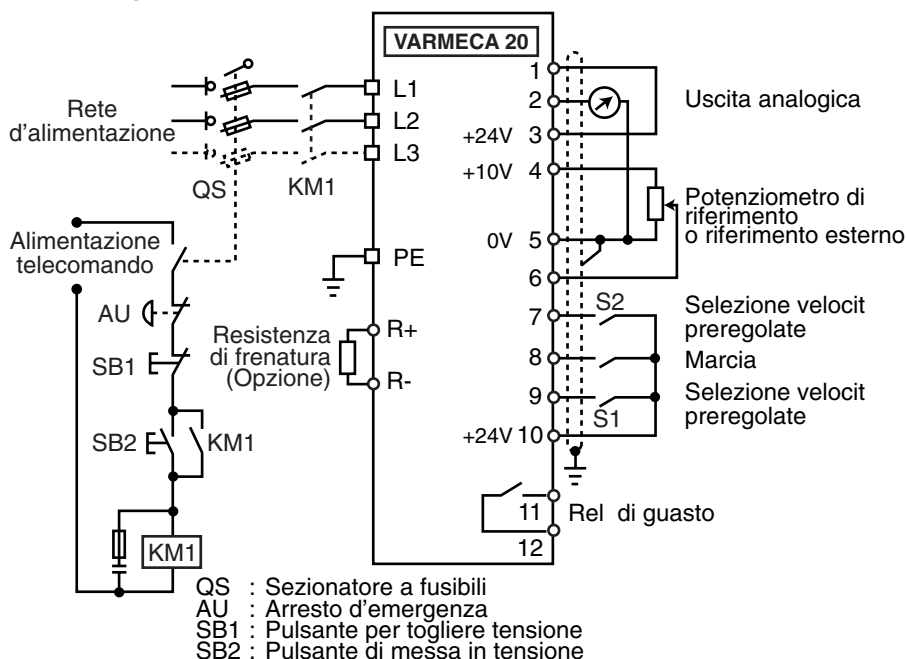 VARMECA 20
Rete
d'alimentazione
L1
L2
L3
QS
KM1
1
2
+24V 3
+10V 4
0V 5
6
7
8
9
+24V 10
11
12
Uscita analogica
Potenziometro di
riferimento
o riferimento esterno
Alimentazione
telecomando
PE
AU
SB1
SB2
KM1
KM1
Resistenza
di frenatura
(Opzione)
R+
R-
S2
Selezione velocit
preregolate
Marcia
S1
Selezione velocit
preregolate
Rel di guasto
QS : Sezionatore a fusibili
AU : Arresto d'emergenza
SB1 : Pulsante per togliere tensione
SB2 : Pulsante di messa in tensione